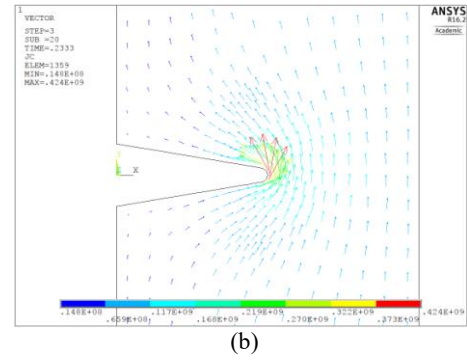 1
VECTOR
STEP=3
SUB =20
TIME=.2333
JC
ELEM=1359
MIN=.148E+08
MAX=.424E+09
ANSYS
R16.2
Academic
Y
X
.148E+08 .117E+09 .219E+09 .322E+09 .424E+09
.659E+08 .168E+09 .270E+09 .373E+09
(b)